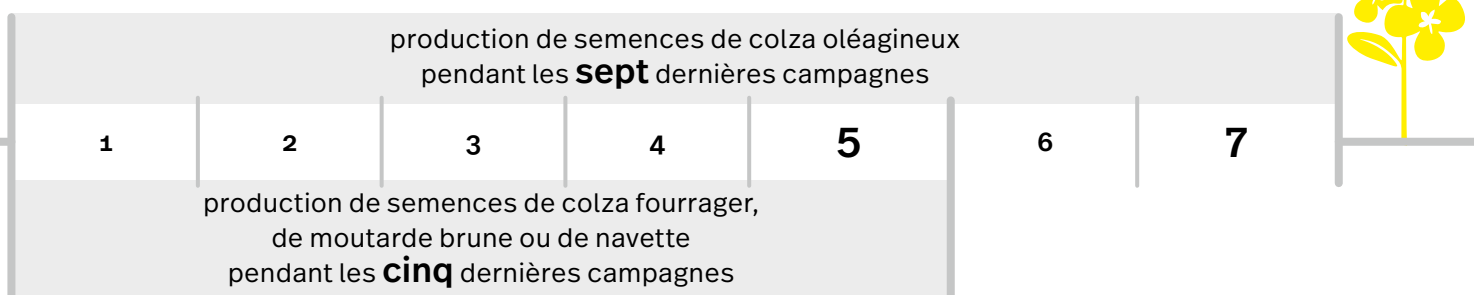 production de semences de colza oléagineux
pendant les sept dernières campagnes
1 2 3 4 5 6 7
production de semences de colza fourrager,
de moutarde brune ou de navette
pendant les cinq dernières campagnes